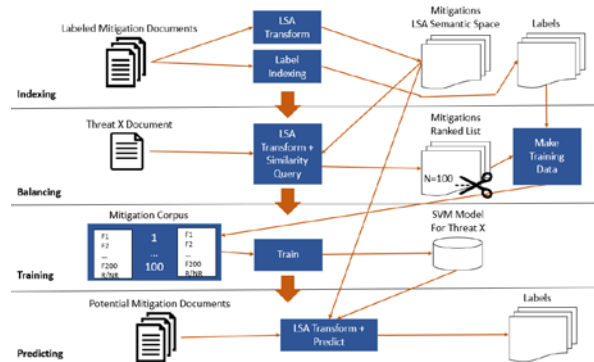 Labeled Mitigation Documents
LSA
Transform
Label
Indexing
Mitigations
LSA Semantic Space
Labels
Indexing
Threat X Document
LSA
Transform +
Similarity
Query
Mitigations
Ranked List
N=100
Make
Training
Data
Balancing
Mitigation Corpus
F1
F2
...
F200
R/NR
1
...
100
F1
F2
...
F200
R/NR
Train
SVM Model
For Threat X
Training
Potential Mitigation Documents
LSA Transform +
Predict
Labels
Predicting